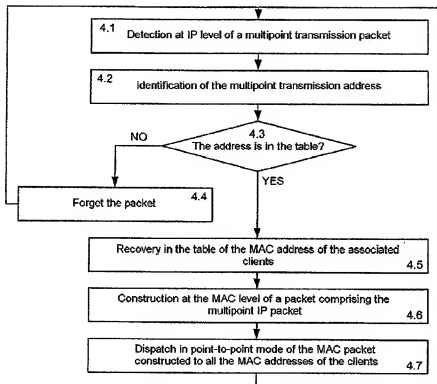 4.1
Detection at IP level of a multipoint transmission packet
4.2
Identification of the multipoint transmission address
4.3
The address is in the table?
NO
YES
Forget the packet
4.4
Recovery in the table of the MAC address of the associated
clients
4.5
Construction at the MAC level of a packet comprising the
multipoint IP packet
4.6
Dispatch in point-to-point mode of the MAC packet
constructed to all the MAC addresses of the clients
4.7